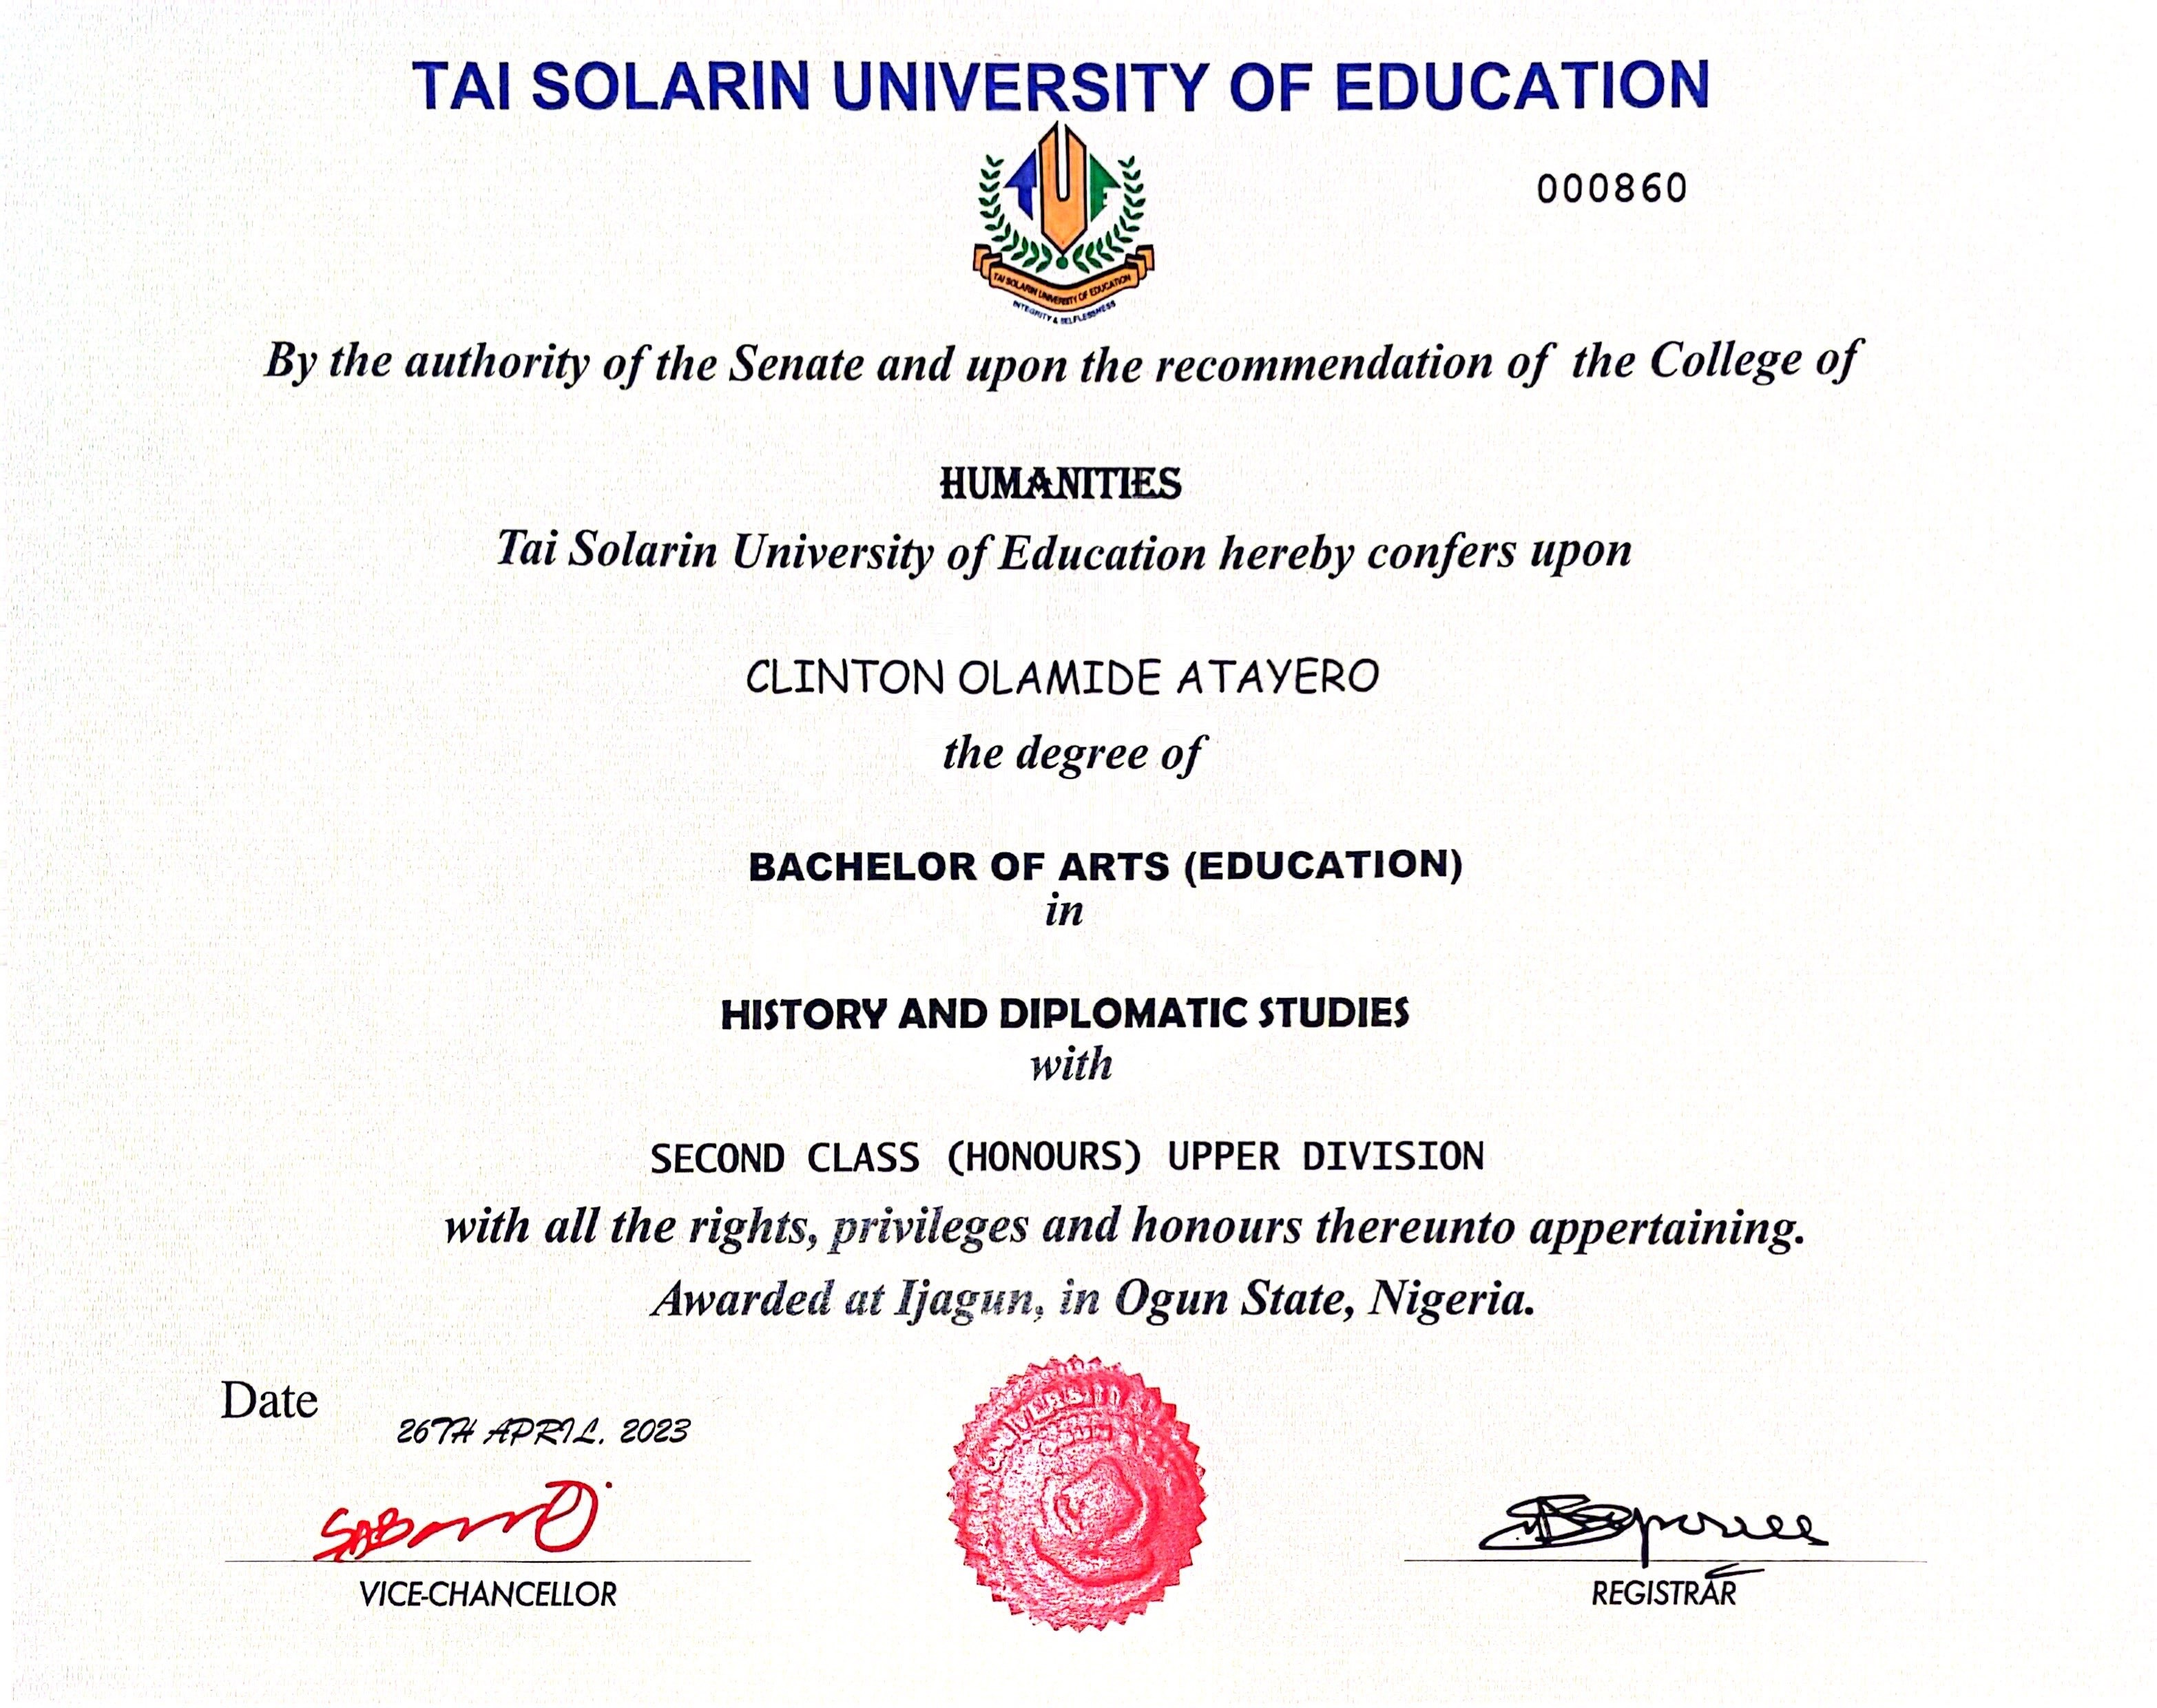 TAI SOLARIN UNIVERSITY OF EDUCATION
000860
TAI SOLARIN UNIVERSITY OF EDUCATION
INTEGRITY & SELFLESSNESS
By the authority of the Senate and upon the recommendation of the College of
HUMANITIES
Tai Solarin University of Education hereby confers upon
CLINTON OLAMIDE ATAYERO
the degree of
BACHELOR OF ARTS (EDUCATION)
in
HISTORY AND DIPLOMATIC STUDIES
with
SECOND CLASS (HONOURS) UPPER DIVISION
with all the rights, privileges and honours thereunto appertaining.
Awarded at Ijagun, in Ogun State, Nigeria.
Date
26TH APRIL, 2023
VICE-CHANCELLOR
REGISTRAR